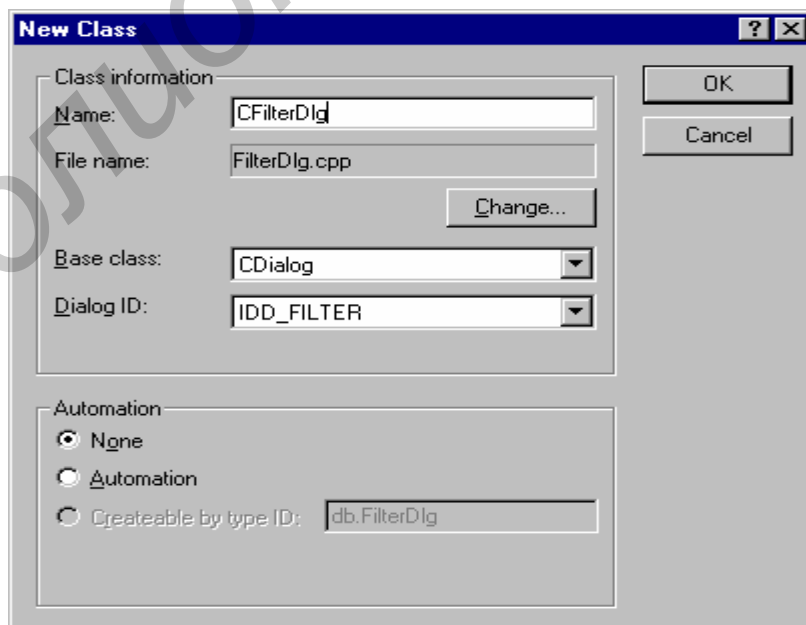 New Class
Class information
Name:
CFilterDlg
OK
File name:
FilterDlg.cpp
Cancel
Change...
Base class:
CDialog
Dialog ID:
IDD_FILTER
Automation
None
Automation
Createable by type ID:
db.FilterDlg